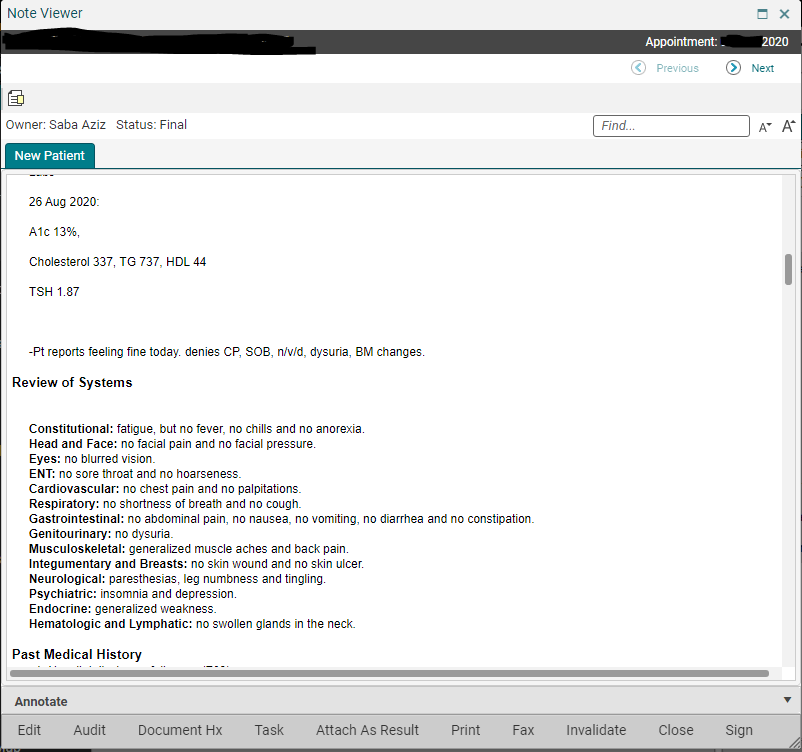 Note Viewer
Appointment: 2020
Previous Next
Owner: Saba Aziz Status: Final
Find...
A A
New Patient
26 Aug 2020:
A1c 13%,
Cholesterol 337, TG 737, HDL 44
TSH 1.87
-Pt reports feeling fine today. denies CP, SOB, n/v/d, dysuria, BM changes.
Review of Systems
Constitutional: fatigue, but no fever, no chills and no anorexia.
Head and Face: no facial pain and no facial pressure.
Eyes: no blurred vision.
ENT: no sore throat and no hoarseness.
Cardiovascular: no chest pain and no palpitations.
Respiratory: no shortness of breath and no cough.
Gastrointestinal: no abdominal pain, no nausea, no vomiting, no diarrhea and no constipation.
Genitourinary: no dysuria.
Musculoskeletal: generalized muscle aches and back pain.
Integumentary and Breasts: no skin wound and no skin ulcer.
Neurological: paresthesias, leg numbness and tingling.
Psychiatric: insomnia and depression.
Endocrine: generalized weakness.
Hematologic and Lymphatic: no swollen glands in the neck.
Past Medical History
Annotate
Edit Audit Document Hx Task Attach As Result Print Fax Invalidate Close Sign